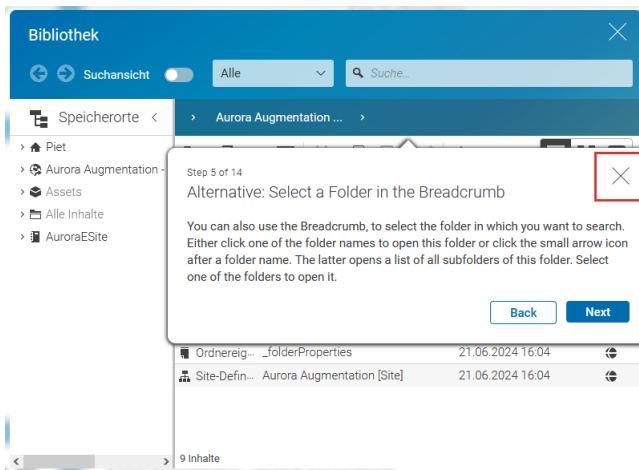 Bibliothek
Suchansicht
Alle
Suche...
Speicherorte
Aurora Augmentation ...
Piet
Aurora Augmentation -
Assets
Alle Inhalte
AuroraESite
Step 5 of 14
Alternative: Select a Folder in the Breadcrumb
You can also use the Breadcrumb, to select the folder in which you want to search.
Either click one of the folder names to open this folder or click the small arrow icon
after a folder name. The latter opens a list of all subfolders of this folder. Select
one of the folders to open it.
Back Next
Ordnereig... _folderProperties 21.06.2024 16:04
Site-Defin... Aurora Augmentation [Site] 21.06.2024 16:04
9 Inhalte